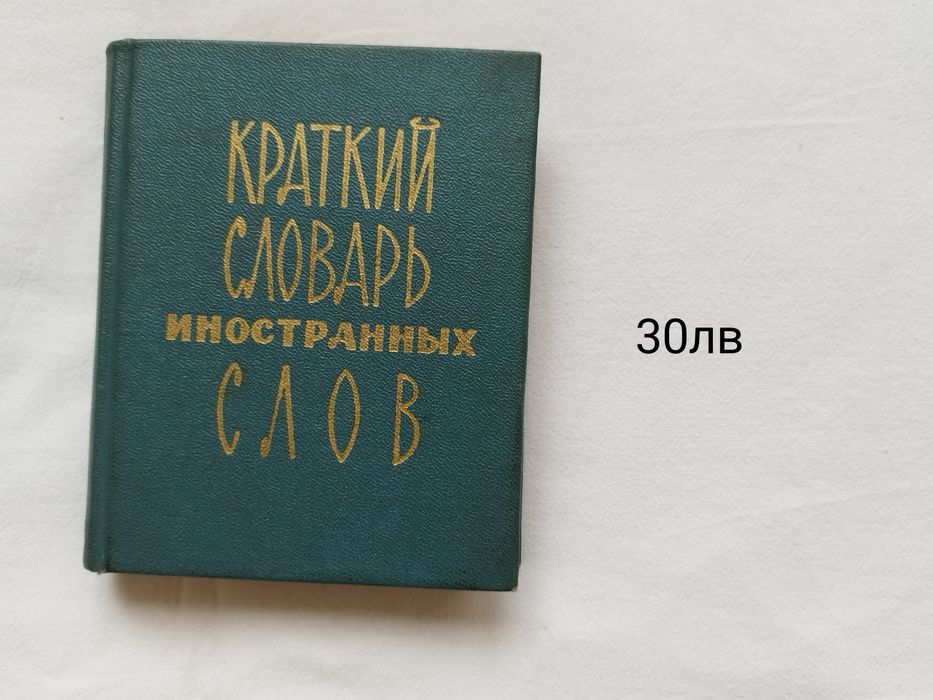 КРАТКИЙ
СЛОВАРЬ
ИНОСТРАННЫХ
СЛОВ
30лв